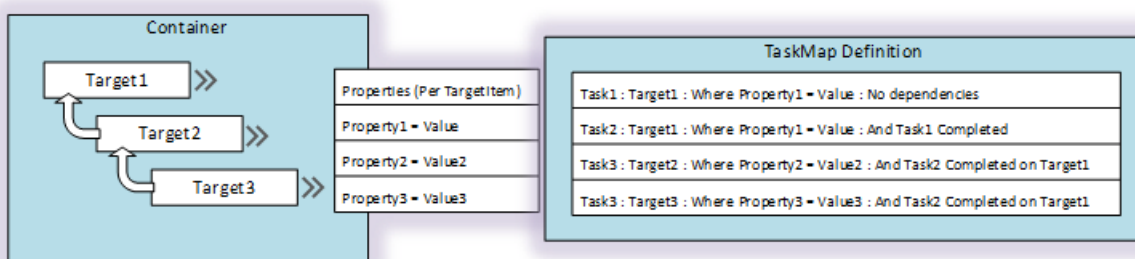 Container
Target1
Target2
Target3
Properties (Per TargetItem)
Property1 = Value
Property2 = Value2
Property3 = Value3
TaskMap Definition
Task1 : Target1 : Where Property1 = Value : No dependencies
Task2 : Target1 : Where Property1 = Value : And Task1 Completed
Task3 : Target2 : Where Property2 = Value2 : And Task2 Completed on Target1
Task3 : Target3 : Where Property3 = Value3 : And Task2 Completed on Target1